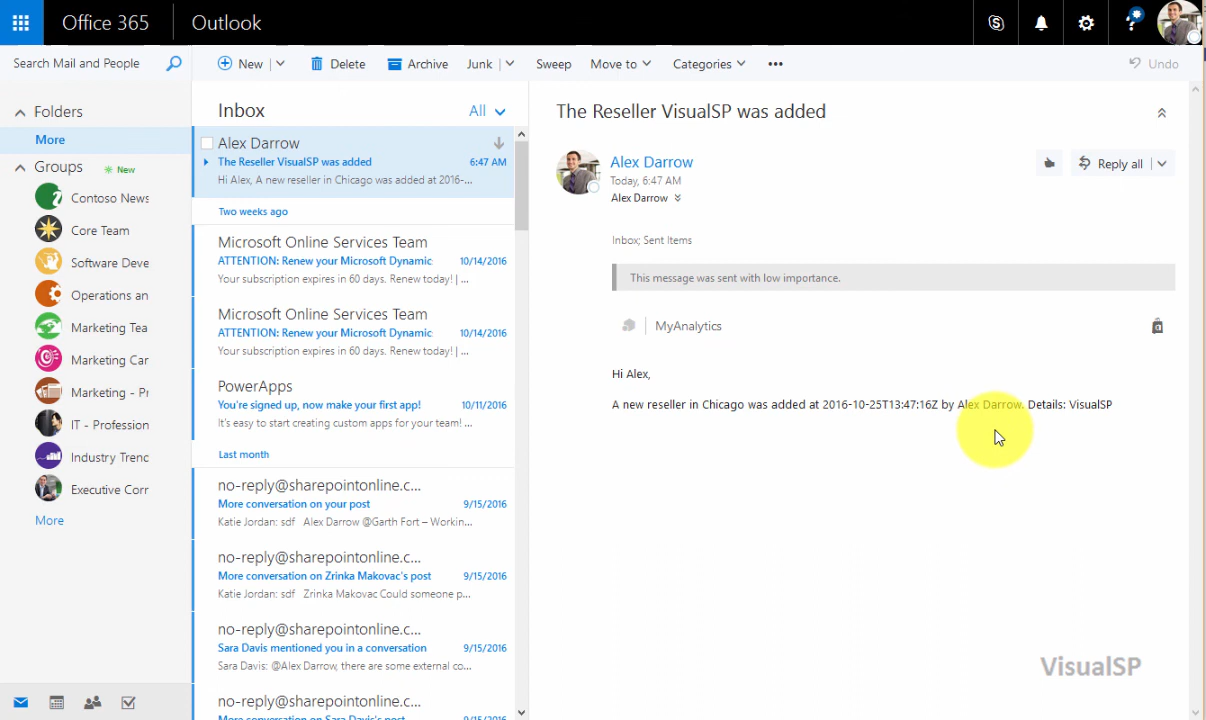 Office 365
Outlook
Search Mail and People
New
Delete
Archive
Junk
Sweep
Move to
Categories
Undo
Folders
More
Groups
New
Contoso News
Core Team
Software Deve
Operations an
Marketing Tea
Marketing Car
Marketing - Pr
IT - Profession
Industry Trenc
Executive Corr
More
Inbox
All
Alex Darrow
The Reseller VisualSP was added 6:47 AM
Hi Alex, A new reseller in Chicago was added at 2016-...
Two weeks ago
Microsoft Online Services Team
ATTENTION: Renew your Microsoft Dynamic: 10/14/2016
Your subscription expires in 60 days. Renew today! | ...
Microsoft Online Services Team
ATTENTION: Renew your Microsoft Dynamic: 10/14/2016
Your subscription expires in 60 days. Renew today! | ...
PowerApps
You're signed up, now make your first app! 10/11/2016
It's easy to start creating custom apps for your team! ...
Last month
no-reply@sharepointonline.c...
More conversation on your post 9/15/2016
Katie Jordan: sdf Alex Darrow @Garth Fort – Workin...
no-reply@sharepointonline.c...
More conversation on Zrinka Makovac's post 9/15/2016
Katie Jordan: sdf Zrinka Makovac Could someone p...
no-reply@sharepointonline.c...
Sara Davis mentioned you in a conversation 9/15/2016
Sara Davis: @Alex Darrow, there are some external co...
no-reply@sharepointonline.c...
More conversation on Sara Davis's post 9/15/2016
The Reseller VisualSP was added
Alex Darrow
Today, 6:47 AM
Alex Darrow
Reply all
Inbox; Sent Items
This message was sent with low importance.
MyAnalytics
Hi Alex,
A new reseller in Chicago was added at 2016-10-25T13:47:16Z by Alex Darrow. Details: VisualSP
VisualSP